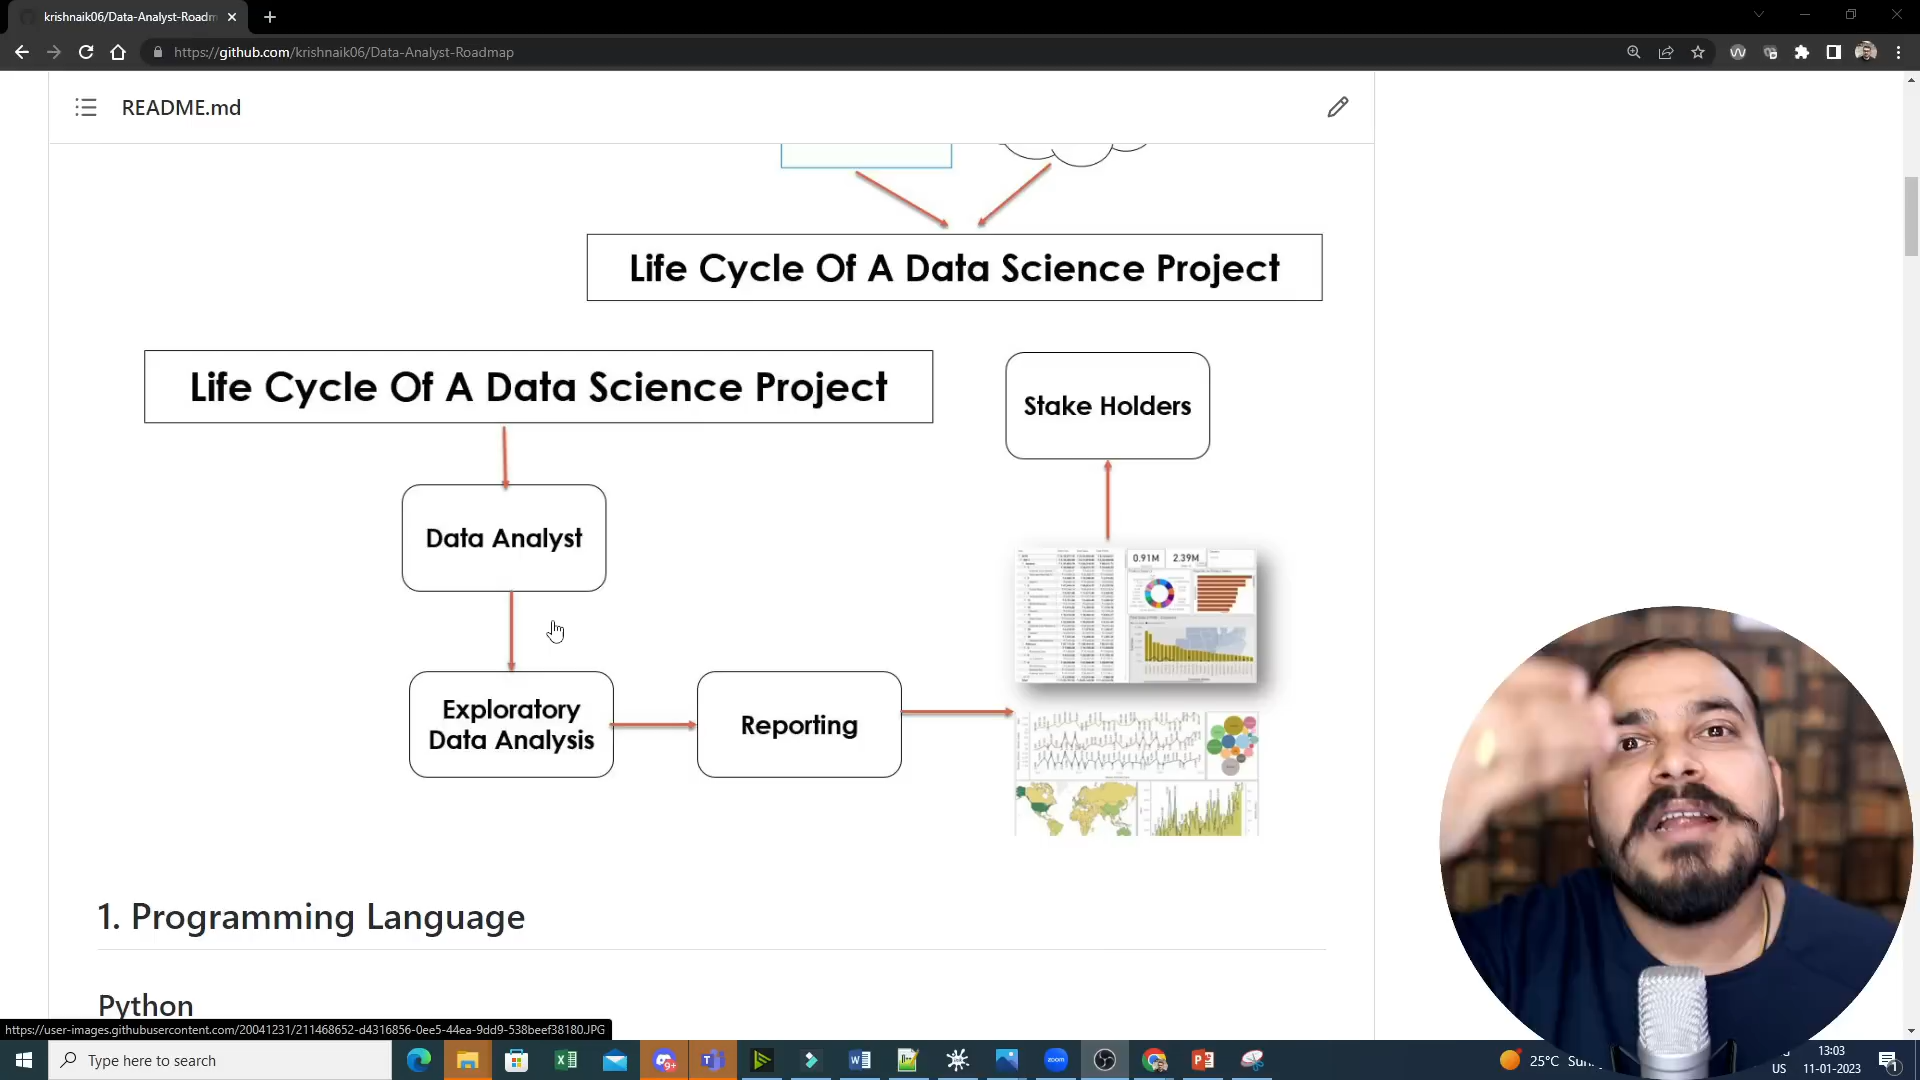 krishnaik06/Data-Analyst-Roadm
https://github.com/krishnaik06/Data-Analyst-Roadmap
README.md
Life Cycle Of A Data Science Project
Life Cycle Of A Data Science Project
Stake Holders
Data Analyst
0.91M 2.39M
Exploratory
Data Analysis
Reporting
1. Programming Language
Python
https://user-images.githubusercontent.com/20041231/211468652-d4316856-0ee5-44ea-9dd9-538beef38180.JPG
Type here to search
9+
zoom
25°C
US
13:03
11-01-2023
1